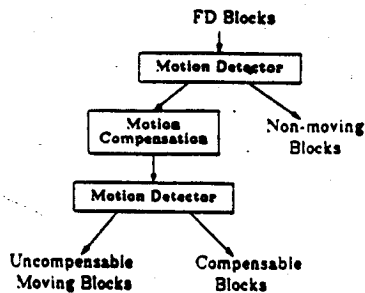 FD Blocks
Motion Detector
Motion
Compensation
Non-moving
Blocks
Motion Detector
Uncompensable
Moving Blocks
Compensable
Blocks